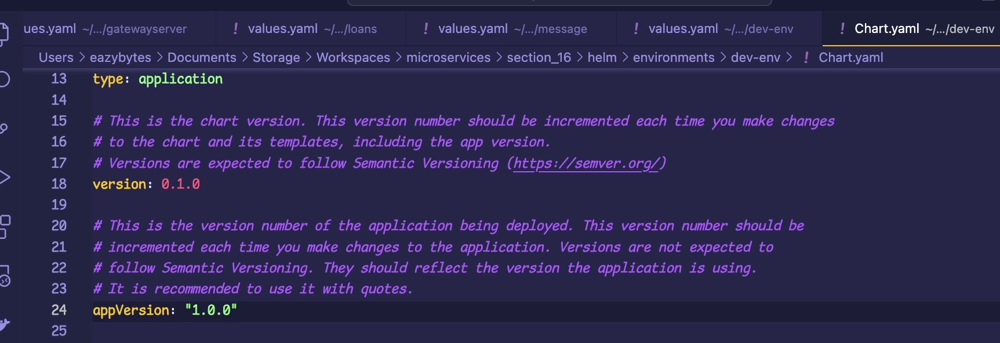 ues.yaml ~/.../gatewayserver ! values.yaml ~/.../loans ! values.yaml ~/.../message ! values.yaml ~/.../dev-env ! Chart.yaml ~/.../dev-env
Users > eazybytes > Documents > Storage > Workspaces > microservices > section_16 > helm > environments > dev-env > ! Chart.yaml
13 type: application
14
15 # This is the chart version. This version number should be incremented each time you make changes
16 # to the chart and its templates, including the app version.
17 # Versions are expected to follow Semantic Versioning (https://semver.org/)
18 version: 0.1.0
19
20 # This is the version number of the application being deployed. This version number should be
21 # incremented each time you make changes to the application. Versions are not expected to
22 # follow Semantic Versioning. They should reflect the version the application is using.
23 # It is recommended to use it with quotes.
24 appVersion: "1.0.0"
25